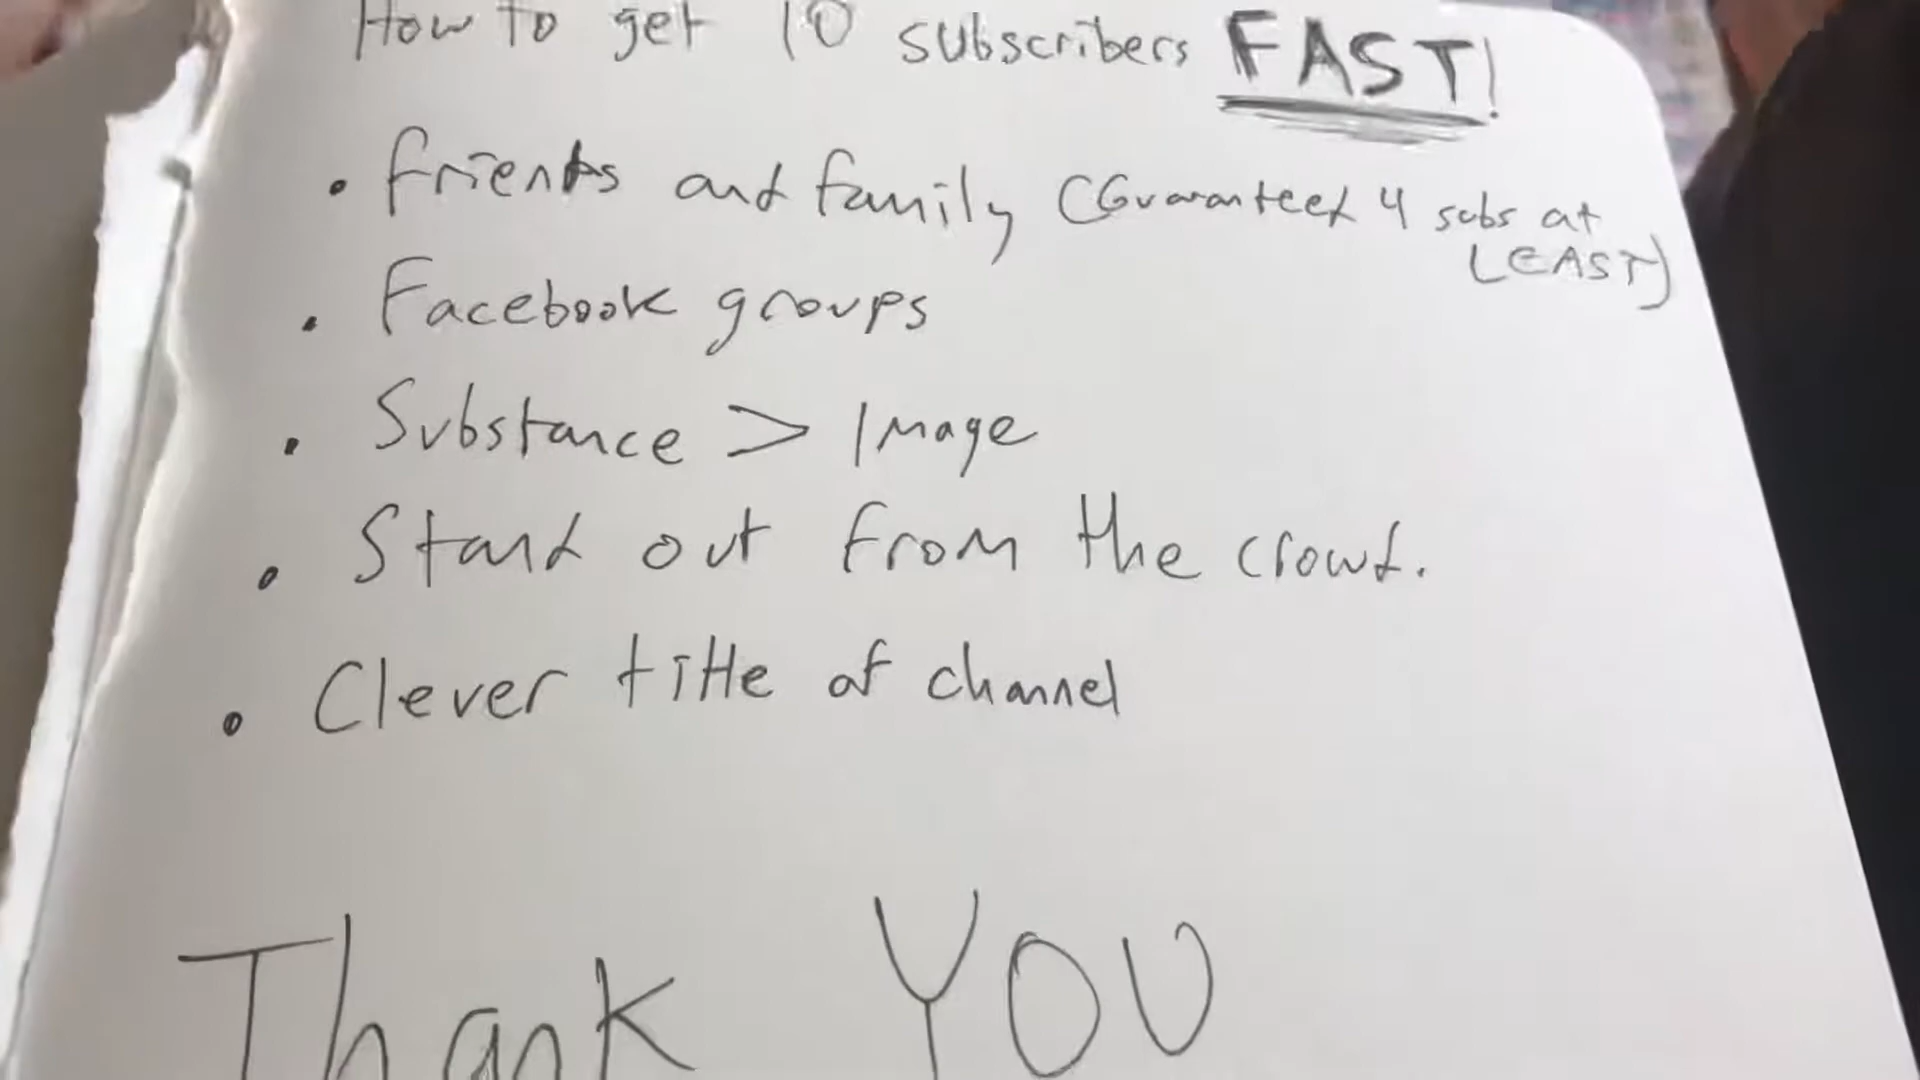 How to get 10 subscribers FAST!
• friends and family (Guaranteed 4 subs at
LEAST)
• Facebook groups
• Substance > Image
• Stand out from the crowd.
• Clever title of channel
Thank YOU